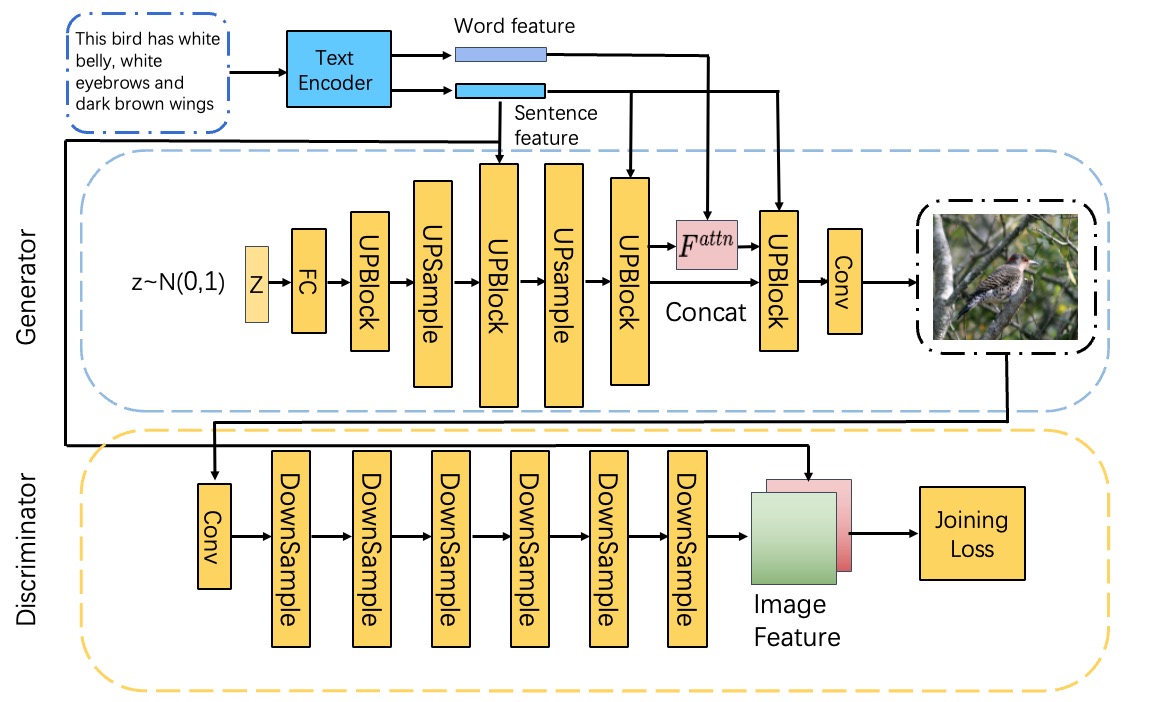 This bird has white
belly, white
eyebrows and
dark brown wings
Text
Encoder
Word feature
Sentence
feature
Generator
z~N(0,1)
Z
FC
UPBlock
UPSample
UPBlock
UPsample
UPBlock
F^{attn}
Concat
UPBlock
Conv
Discriminator
Conv
DownSample
DownSample
DownSample
DownSample
DownSample
DownSample
Image
Feature
Joining
Loss